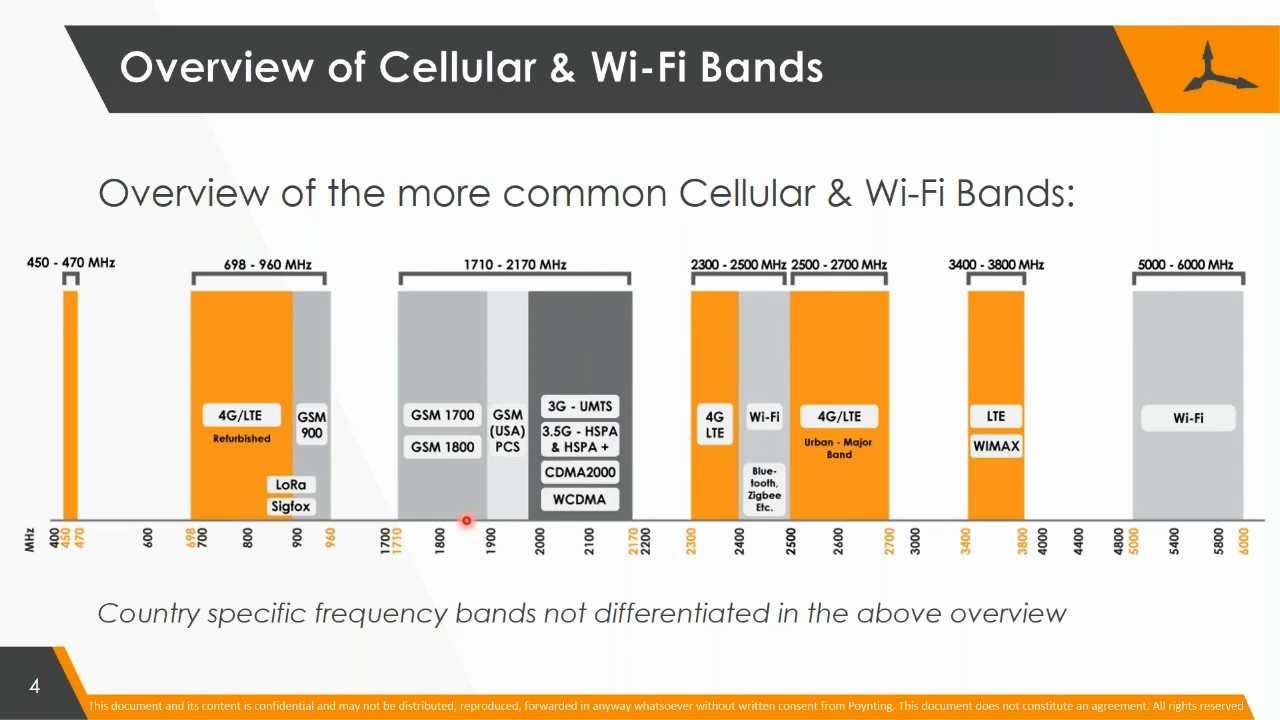 Overview of Cellular & Wi-Fi Bands
Overview of the more common Cellular & Wi-Fi Bands:
450 - 470 MHz
698 - 960 MHz
1710 - 2170 MHz
2300 - 2500 MHz
2500 - 2700 MHz
3400 - 3800 MHz
5000 - 6000 MHz
4G/LTE
Refurbished
GSM
900
LoRa
Sigfox
GSM 1700
GSM 1800
GSM
(USA)
PCS
3G - UMTS
3.5G - HSPA
& HSPA +
CDMA2000
WCDMA
4G
LTE
Wi-Fi
Blue-
tooth,
Zigbee
Etc.
4G/LTE
Urban - Major
Band
LTE
WIMAX
Wi-Fi
MHz
400
450
470
600
698
700
800
900
960
1700
1710
1800
1900
2000
2100
2170
2200
2300
2400
2500
2600
2700
3000
3400
3800
4000
4400
4800
5000
5400
5800
6000
Country specific frequency bands not differentiated in the above overview
4
This document and its content is confidential and may not be distributed, reproduced, forwarded in anyway whatsoever without written consent from Poynting. This document does not constitute an agreement. All rights reserved